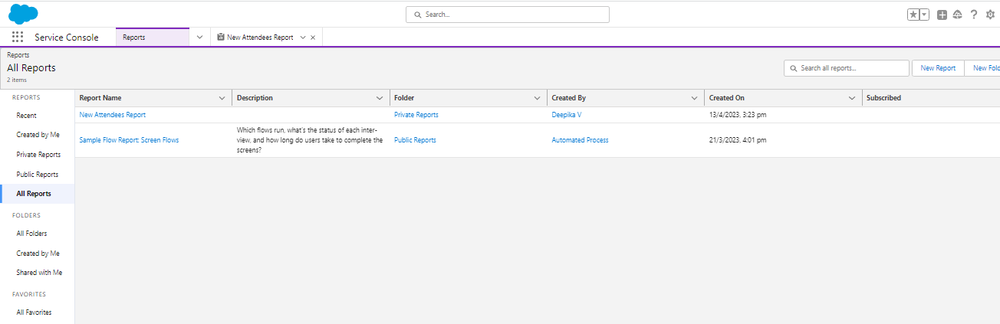 Search...
Service Console
Reports
New Attendees Report
Reports
All Reports
2 items
Search all reports...
New Report
New Fold
REPORTS
Recent
Created by Me
Private Reports
Public Reports
All Reports
FOLDERS
All Folders
Created by Me
Shared with Me
FAVORITES
All Favorites
Report Name
Description
Folder
Created By
Created On
Subscribed
New Attendees Report
Private Reports
Deepika V
13/4/2023, 3:23 pm
Sample Flow Report: Screen Flows
Which flows run, what's the status of each inter-
view, and how long do users take to complete the
screens?
Public Reports
Automated Process
21/3/2023, 4:01 pm